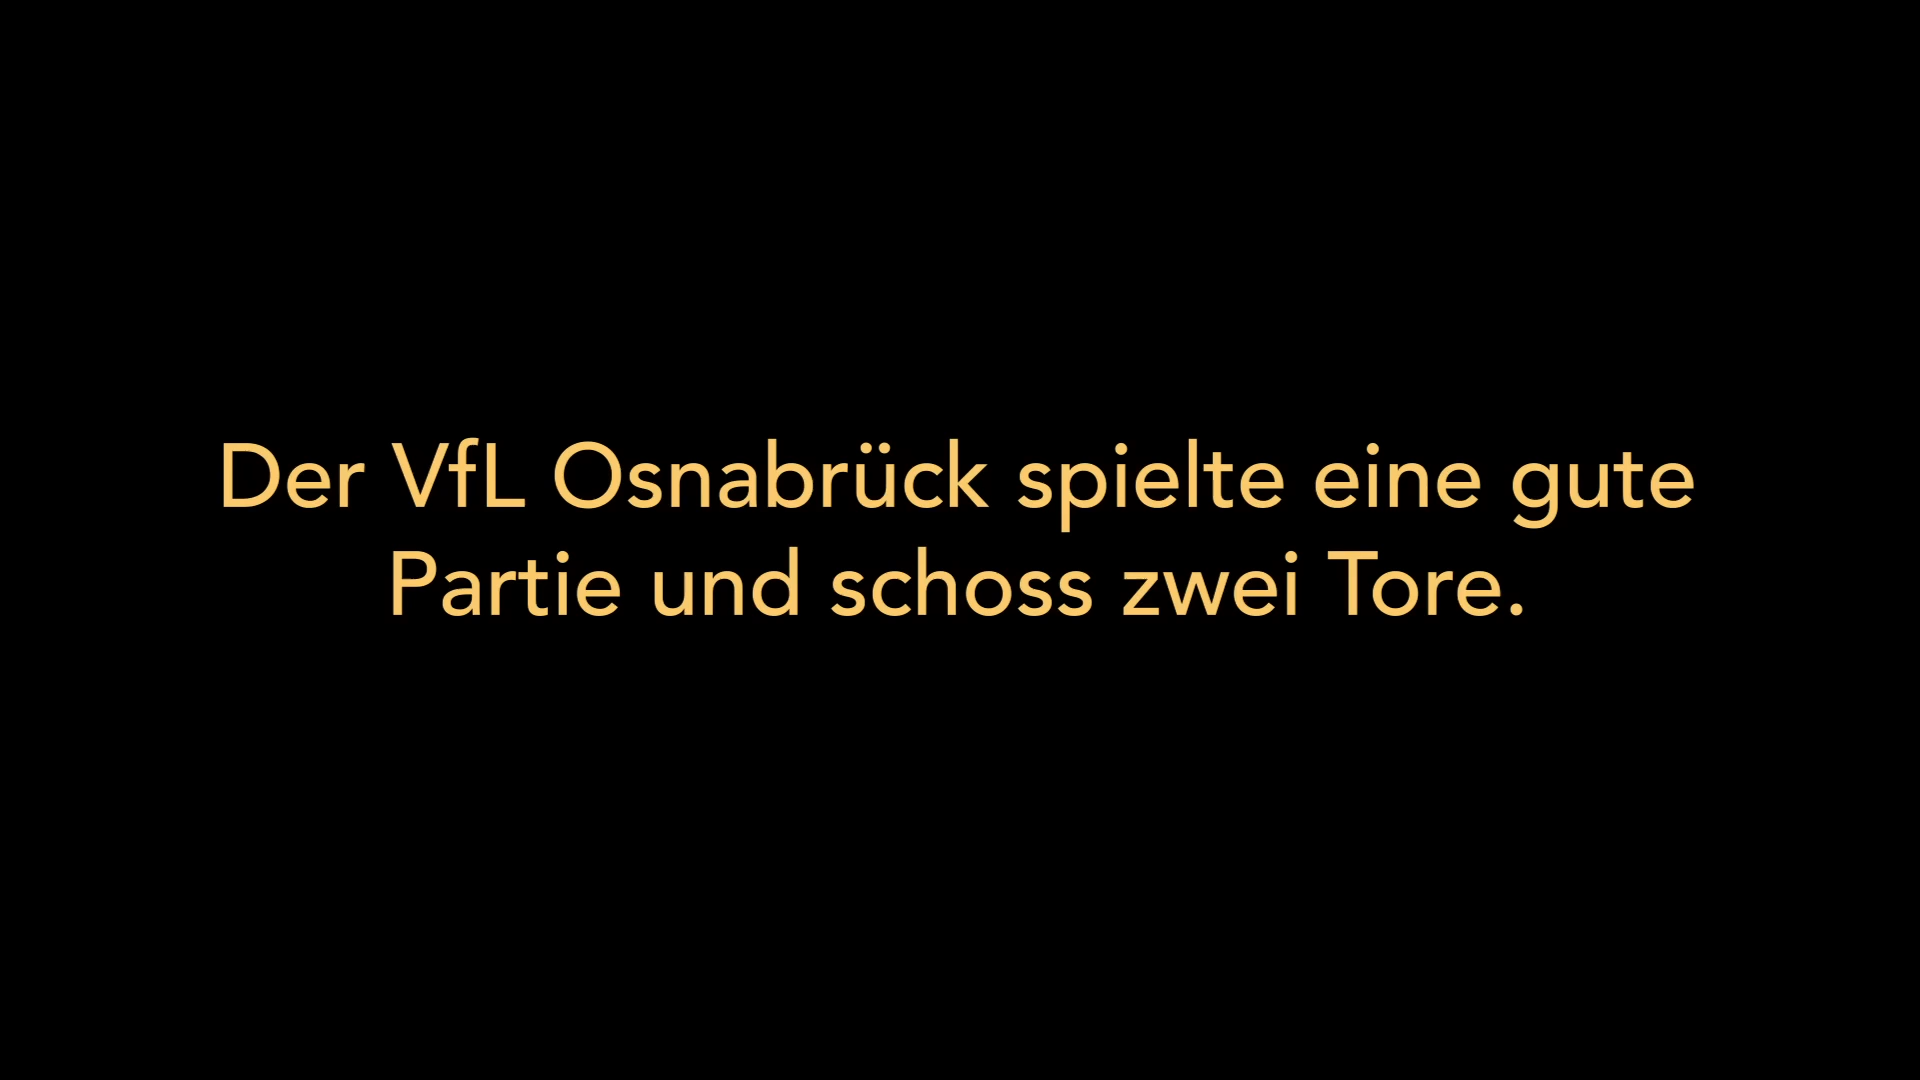 Der VfL Osnabrück spielte eine gute
Partie und schoss zwei Tore.